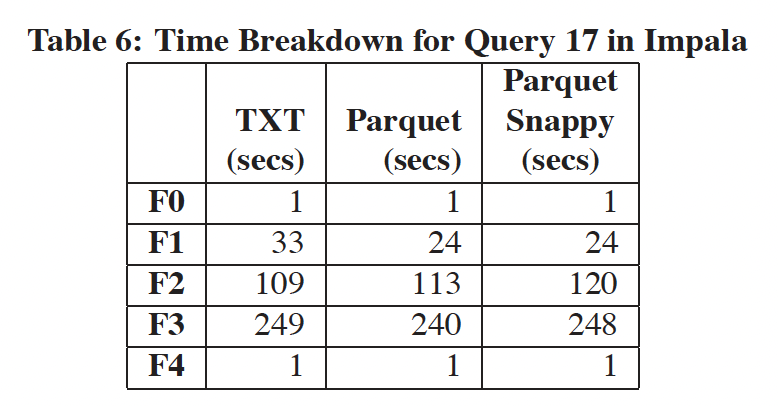 Table 6: Time Breakdown for Query 17 in Impala
TXT (secs) Parquet (secs) Parquet Snappy (secs)
F0 1 1 1
F1 33 24 24
F2 109 113 120
F3 249 240 248
F4 1 1 1